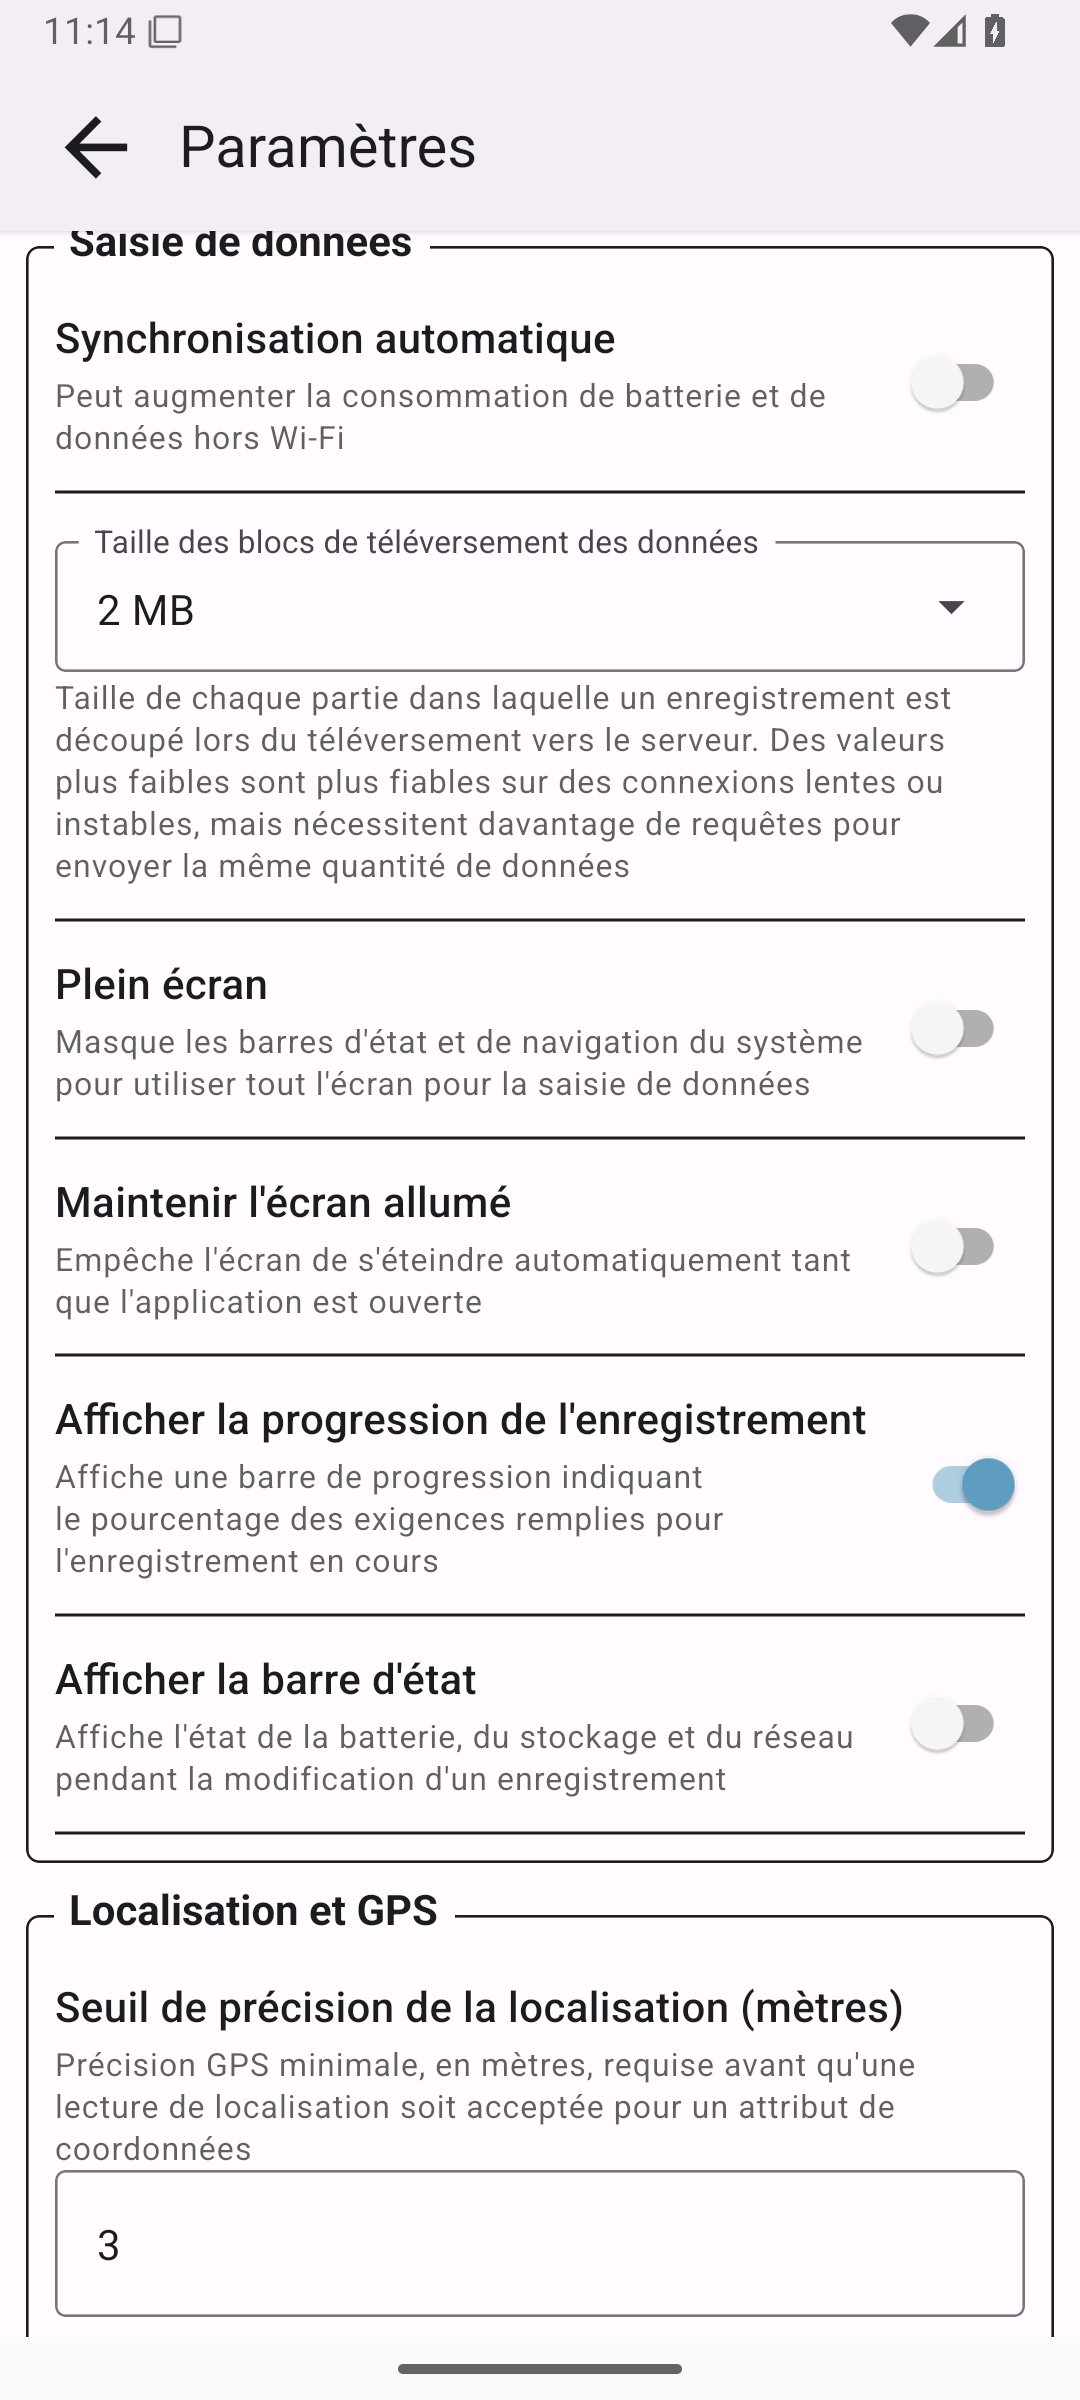 11:14
Paramètres
Saisie de données
Synchronisation automatique
Peut augmenter la consommation de batterie et de
données hors Wi-Fi
Taille des blocs de téléversement des données
2 MB
Taille de chaque partie dans laquelle un enregistrement est
découpé lors du téléversement vers le serveur. Des valeurs
plus faibles sont plus fiables sur des connexions lentes ou
instables, mais nécessitent davantage de requêtes pour
envoyer la même quantité de données
Plein écran
Masque les barres d'état et de navigation du système
pour utiliser tout l'écran pour la saisie de données
Maintenir l'écran allumé
Empêche l'écran de s'éteindre automatiquement tant
que l'application est ouverte
Afficher la progression de l'enregistrement
Affiche une barre de progression indiquant
le pourcentage des exigences remplies pour
l'enregistrement en cours
Afficher la barre d'état
Affiche l'état de la batterie, du stockage et du réseau
pendant la modification d'un enregistrement
Localisation et GPS
Seuil de précision de la localisation (mètres)
Précision GPS minimale, en mètres, requise avant qu'une
lecture de localisation soit acceptée pour un attribut de
coordonnées
3